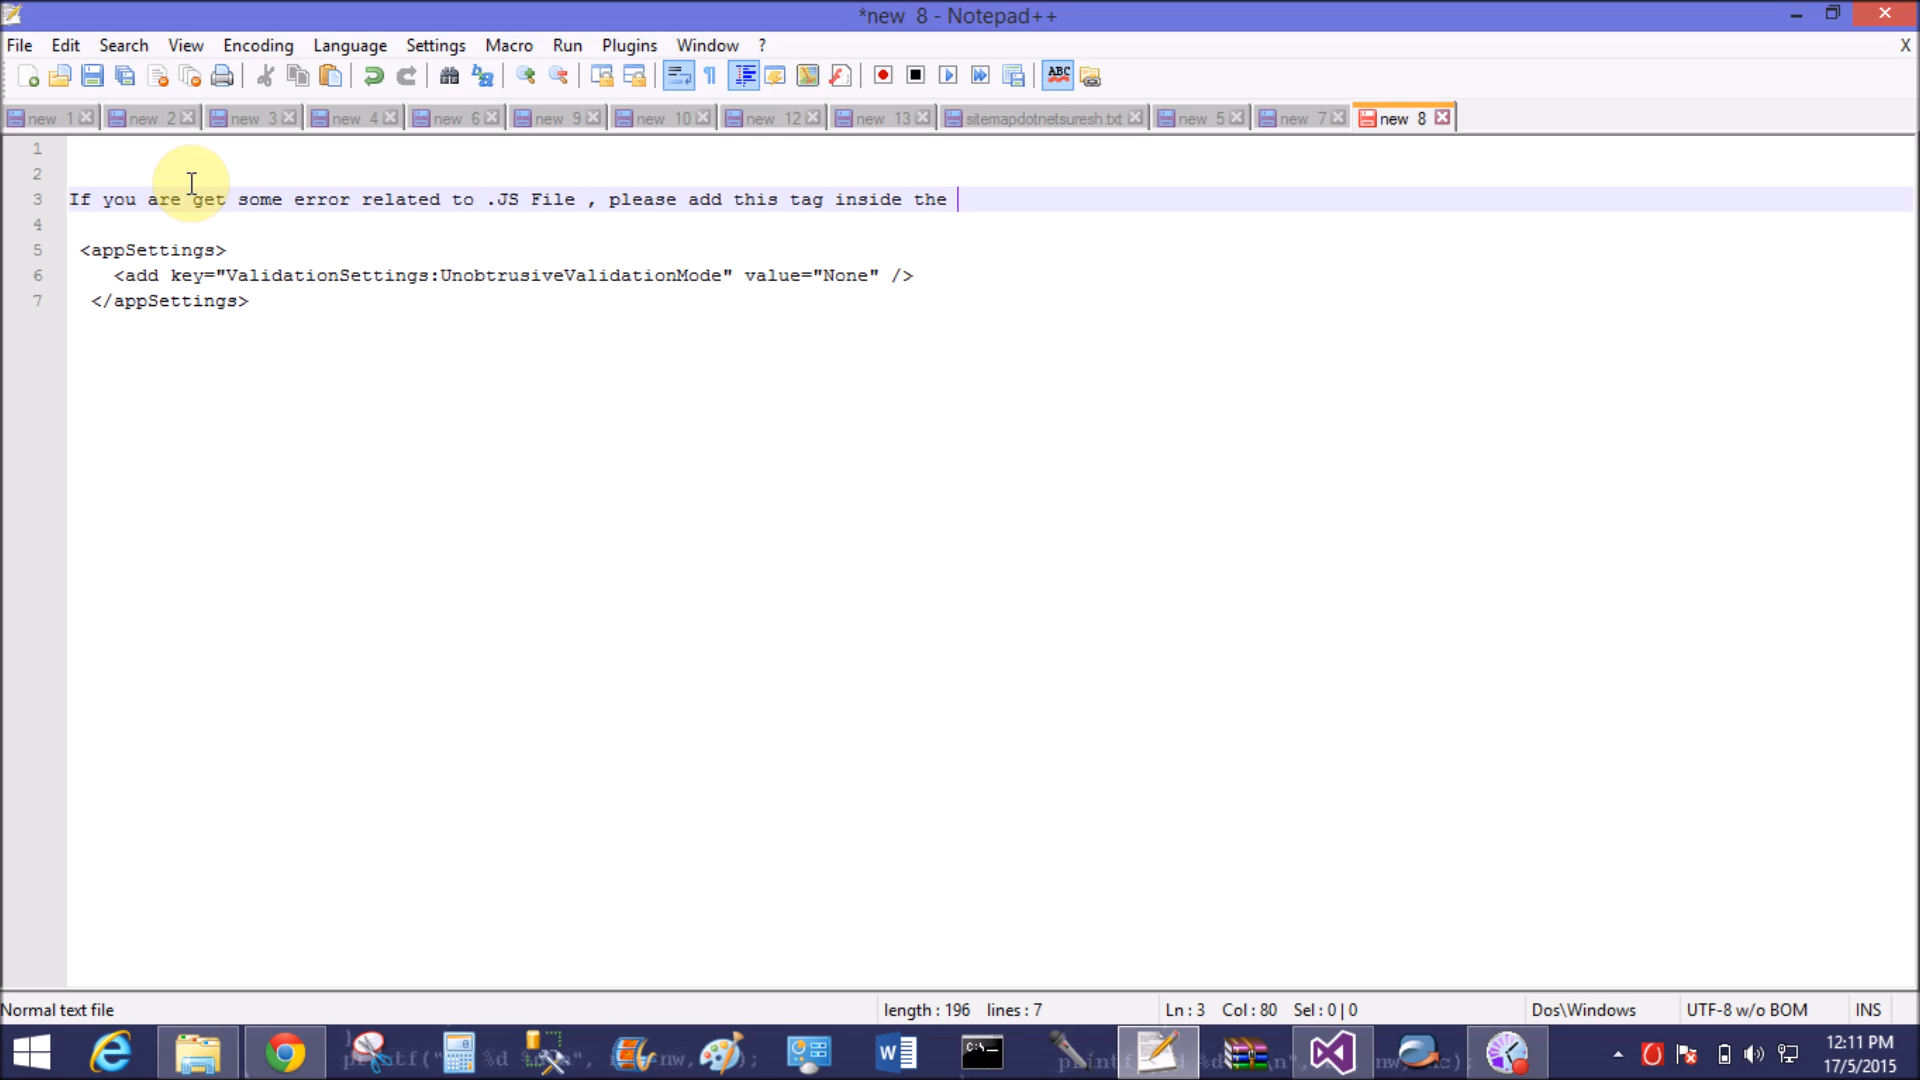 *new 8 - Notepad++
File Edit Search View Encoding Language Settings Macro Run Plugins Window ? X
ABC
new 1 new 2 new 3 new 4 new 6 new 9 new 10 new 12 new 13 sitemapdotnetsuresh.txt new 5 new 7 new 8
1
2
3 If you are get some error related to .JS File , please add this tag inside the
4
5 <appSettings>
6 <add key="ValidationSettings:UnobtrusiveValidationMode" value="None" />
7 </appSettings>
Normal text file length : 196 lines : 7 Ln : 3 Col : 80 Sel : 0 | 0 Dos\Windows UTF-8 w/o BOM INS
12:11 PM
17/5/2015